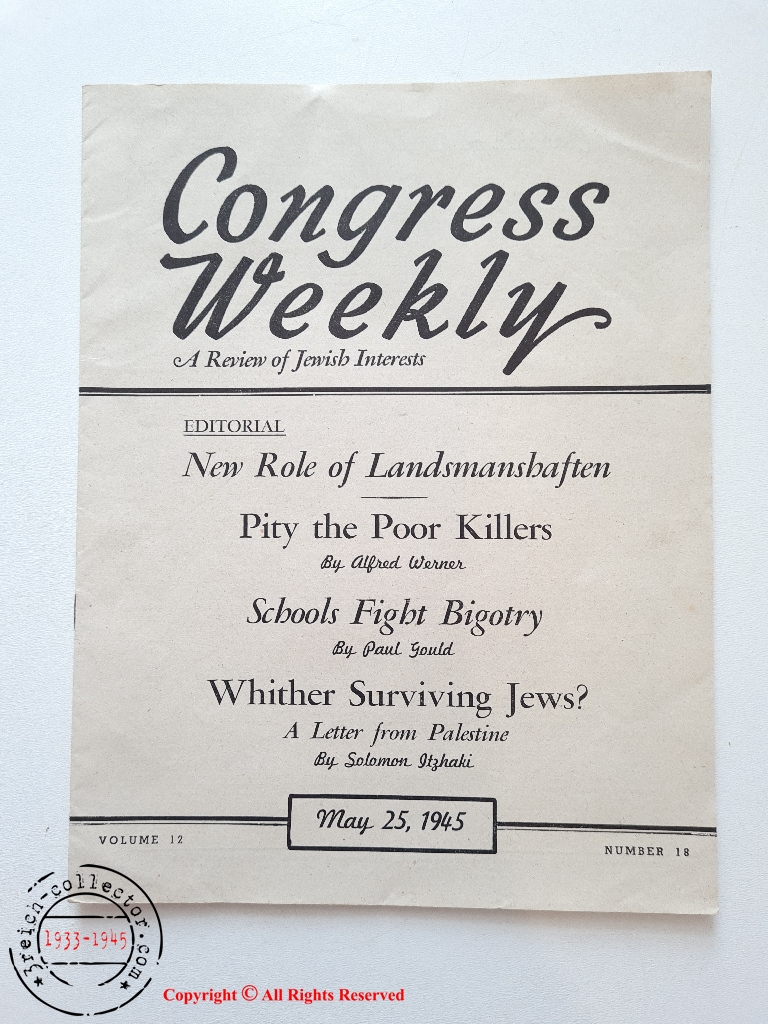 Congress
Weekly
A Review of Jewish Interests
EDITORIAL
New Role of Landsmanshaften
Pity the Poor Killers
By Alfred Werner
Schools Fight Bigotry
By Paul Gould
Whither Surviving Jews?
A Letter from Palestine
By Solomon Itzhaki
May 25, 1945
VOLUME 12
NUMBER 18
3reich-collector.com
1933-1945
Copyright © All Rights Reserved